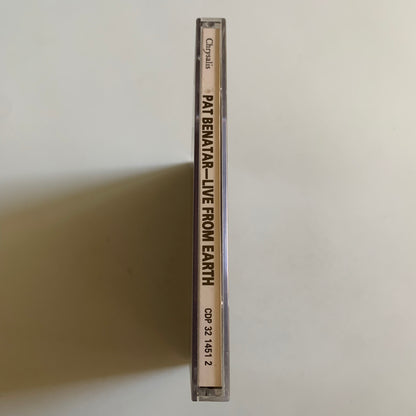 Chrysalis PAT BENATAR—LIVE FROM EARTH CDP 32 1451 2